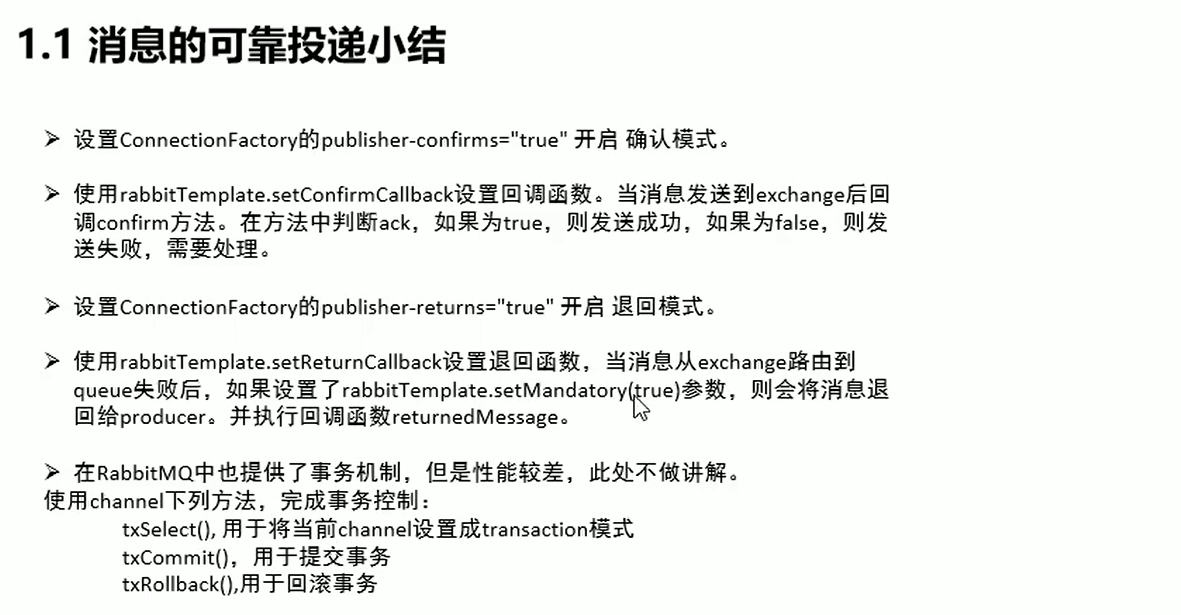 1.1 消息的可靠投递小结
➢ 设置ConnectionFactory的publisher-confirms="true" 开启 确认模式。
➢ 使用rabbitTemplate.setConfirmCallback设置回调函数。当消息发送到exchange后回
调confirm方法。在方法中判断ack，如果为true，则发送成功，如果为false，则发
送失败，需要处理。
➢ 设置ConnectionFactory的publisher-returns="true" 开启 退回模式。
➢ 使用rabbitTemplate.setReturnCallback设置退回函数，当消息从exchange路由到
queue失败后，如果设置了rabbitTemplate.setMandatory(true)参数，则会将消息退
回给producer。并执行回调函数returnedMessage。
➢ 在RabbitMQ中也提供了事务机制，但是性能较差，此处不做讲解。
使用channel下列方法，完成事务控制：
txSelect(), 用于将当前channel设置成transaction模式
txCommit()，用于提交事务
txRollback(),用于回滚事务